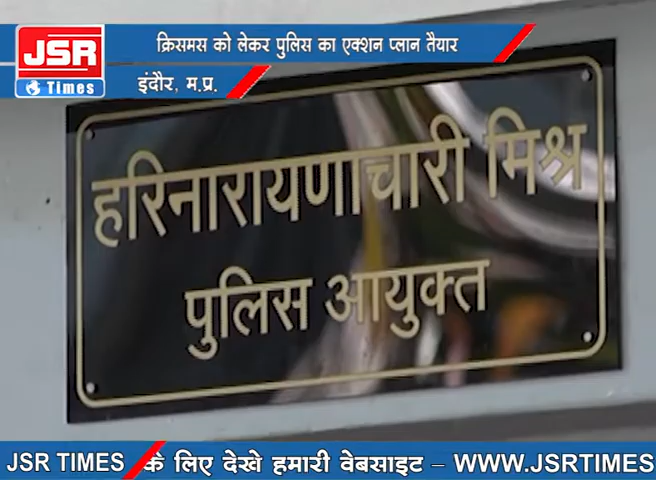 JSR
Times
क्रिसमस को लेकर पुलिस का एक्शन प्लान तैयार
इंदौर, म.प्र.
हरिनारायणाचारी मिश्र
पुलिस आयुक्त
JSR TIMES के लिए देखे हमारी वेबसाइट – WWW.JSRTIMES